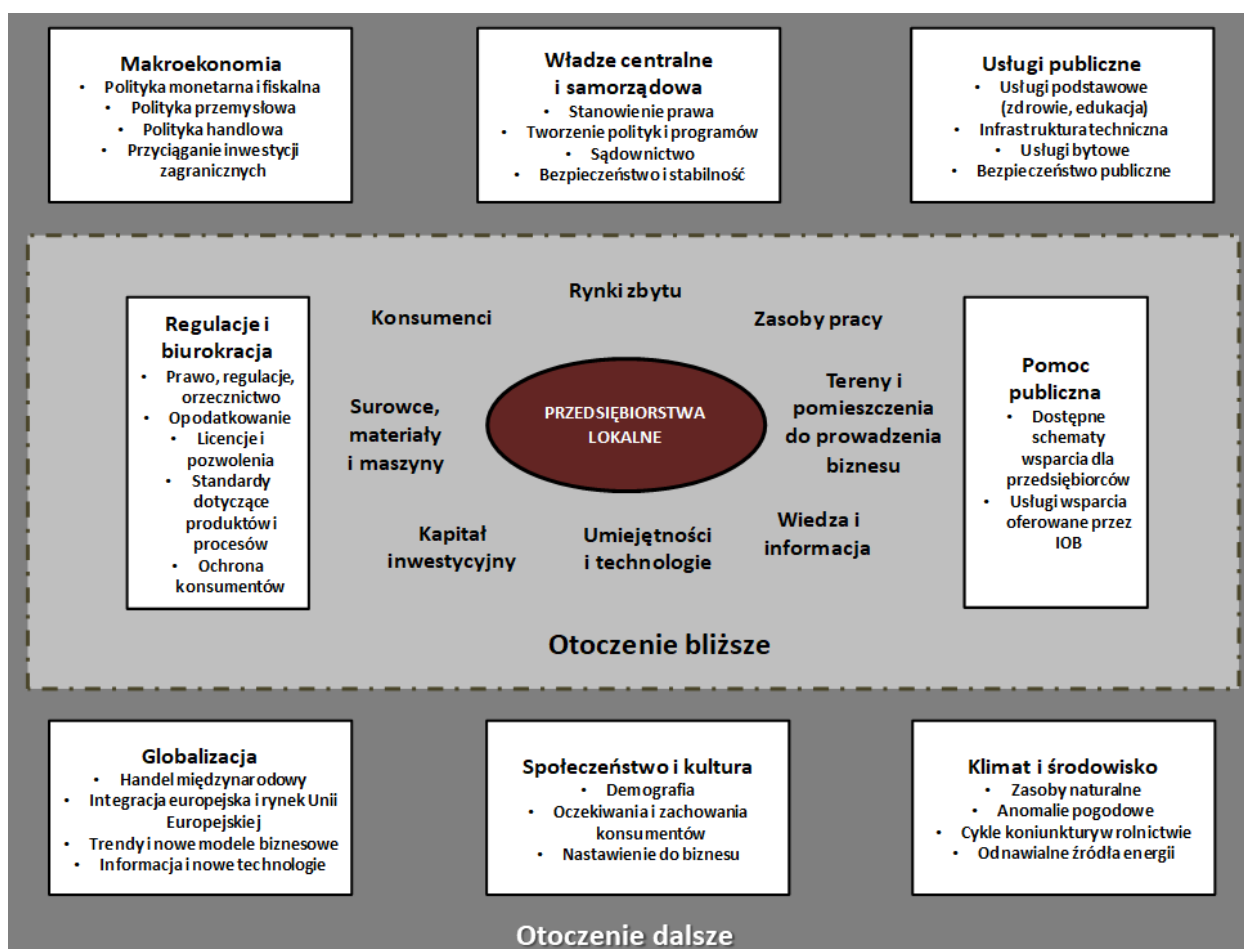 Makroekonomia
• Polityka monetarna i fiskalna
• Polityka przemysłowa
• Polityka handlowa
• Przyciąganie inwestycji
zagranicznych
Władze centralne
i samorządowa
• Stanowienie prawa
• Tworzenie polityk i programów
• Sądownictwo
• Bezpieczeństwo i stabilność
Usługi publiczne
• Usługi podstawowe
(zdrowie, edukacja)
• Infrastruktura techniczna
• Usługi bytowe
• Bezpieczeństwo publiczne
Regulacje i
biurokracja
• Prawo, regulacje,
orzecznictwo
• Opodatkowanie
• Licencje i
pozwolenia
• Standardy
dotyczące
produktów i
procesów
• Ochrona
konsumentów
Rynki zbytu
Konsumenci
Zasoby pracy
Surowce,
materiały
i maszyny
PRZEDSIĘBIORSTWA
LOKALNE
Tereny i
pomieszczenia
do prowadzenia
biznesu
Kapitał
inwestycyjny
Umiejętności
i technologie
Wiedza i
informacja
Pomoc
publiczna
• Dostępne
schematy
wsparcia dla
przedsiębiorców
• Usługi wsparcia
oferowane przez
IOB
Otoczenie bliższe
Globalizacja
• Handel międzynarodowy
• Integracja europejska i rynek Unii
Europejskiej
• Trendy i nowe modele biznesowe
• Informacja i nowe technologie
Społeczeństwo i kultura
• Demografia
• Oczekiwania i zachowania
konsumentów
• Nastawienie do biznesu
Klimat i środowisko
• Zasoby naturalne
• Anomalie pogodowe
• Cykle koniunktury w rolnictwie
• Odnawialne źródła energii
Otoczenie dalsze